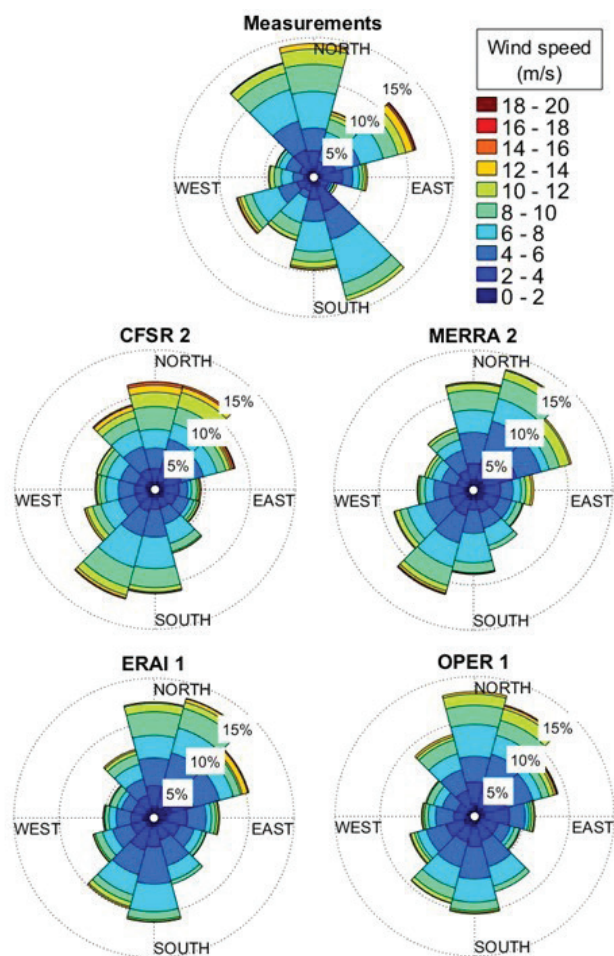 Measurements
NORTH
15%
10%
5%
WEST
EAST
SOUTH
Wind speed
(m/s)
18 - 20
16 - 18
14 - 16
12 - 14
10 - 12
8 - 10
6 - 8
4 - 6
2 - 4
0 - 2
CFSR 2
NORTH
15%
10%
5%
WEST
EAST
SOUTH
MERRA 2
NORTH
15%
10%
5%
WEST
EAST
SOUTH
ERAI 1
NORTH
15%
10%
5%
WEST
EAST
SOUTH
OPER 1
NORTH
15%
10%
5%
WEST
EAST
SOUTH